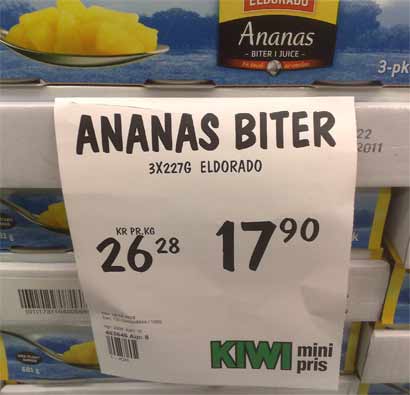 ELDORADO
Ananas
- BITER I JUICE -
3-pk
22
2011
ANANAS BITER
3X227G ELDORADO
KR PR.KG
26 28
17 90
KIWI mini
pris
681 g